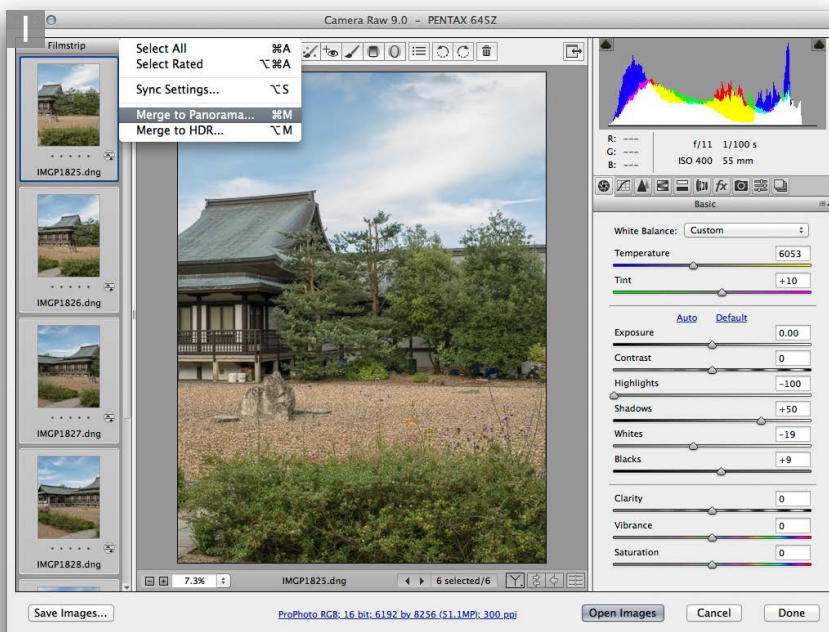 1
Camera Raw 9.0 – PENTAX 645Z
Filmstrip
Select All ⌘A
Select Rated ⌥⌘A
Sync Settings... ⌥S
Merge to Panorama... ⌘M
Merge to HDR... ⌥M
IMGP1825.dng
IMGP1826.dng
IMGP1827.dng
IMGP1828.dng
7.3%
IMGP1825.dng
6 selected/6
Y
R: ---
G: ---
B: ---
f/11 1/100 s
ISO 400 55 mm
fx
Basic
White Balance: Custom
Temperature 6053
Tint +10
Auto Default
Exposure 0.00
Contrast 0
Highlights -100
Shadows +50
Whites -19
Blacks +9
Clarity 0
Vibrance 0
Saturation 0
Save Images...
ProPhoto RGB; 16 bit; 6192 by 8256 (51.1MP); 300 ppi
Open Images
Cancel
Done